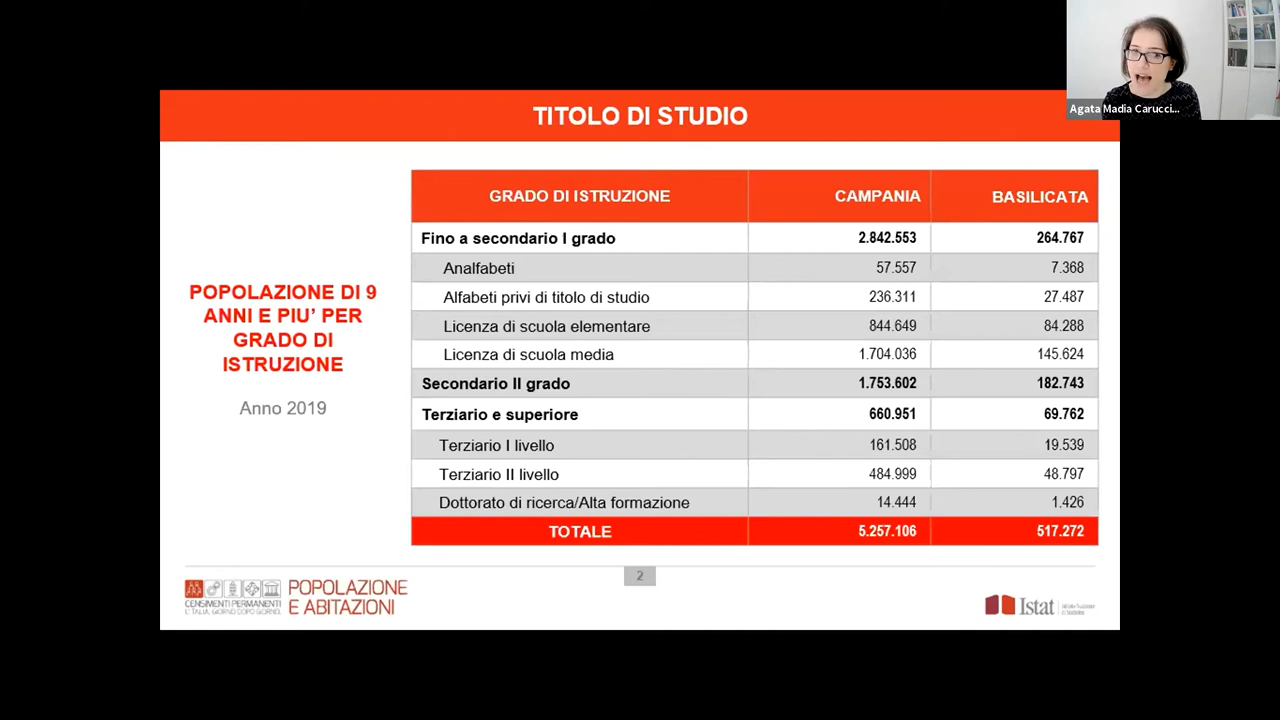 Agata Madia Carucci...
TITOLO DI STUDIO
POPOLAZIONE DI 9
ANNI E PIU' PER
GRADO DI
ISTRUZIONE
Anno 2019
GRADO DI ISTRUZIONE CAMPANIA BASILICATA
Fino a secondario I grado 2.842.553 264.767
Analfabeti 57.557 7.368
Alfabeti privi di titolo di studio 236.311 27.487
Licenza di scuola elementare 844.649 84.288
Licenza di scuola media 1.704.036 145.624
Secondario II grado 1.753.602 182.743
Terziario e superiore 660.951 69.762
Terziario I livello 161.508 19.539
Terziario II livello 484.999 48.797
Dottorato di ricerca/Alta formazione 14.444 1.426
TOTALE 5.257.106 517.272
2
CENSIMENTI PERMANENTI
L'ITALIA, GIORNO DOPO GIORNO.
POPOLAZIONE
E ABITAZIONI
Istat